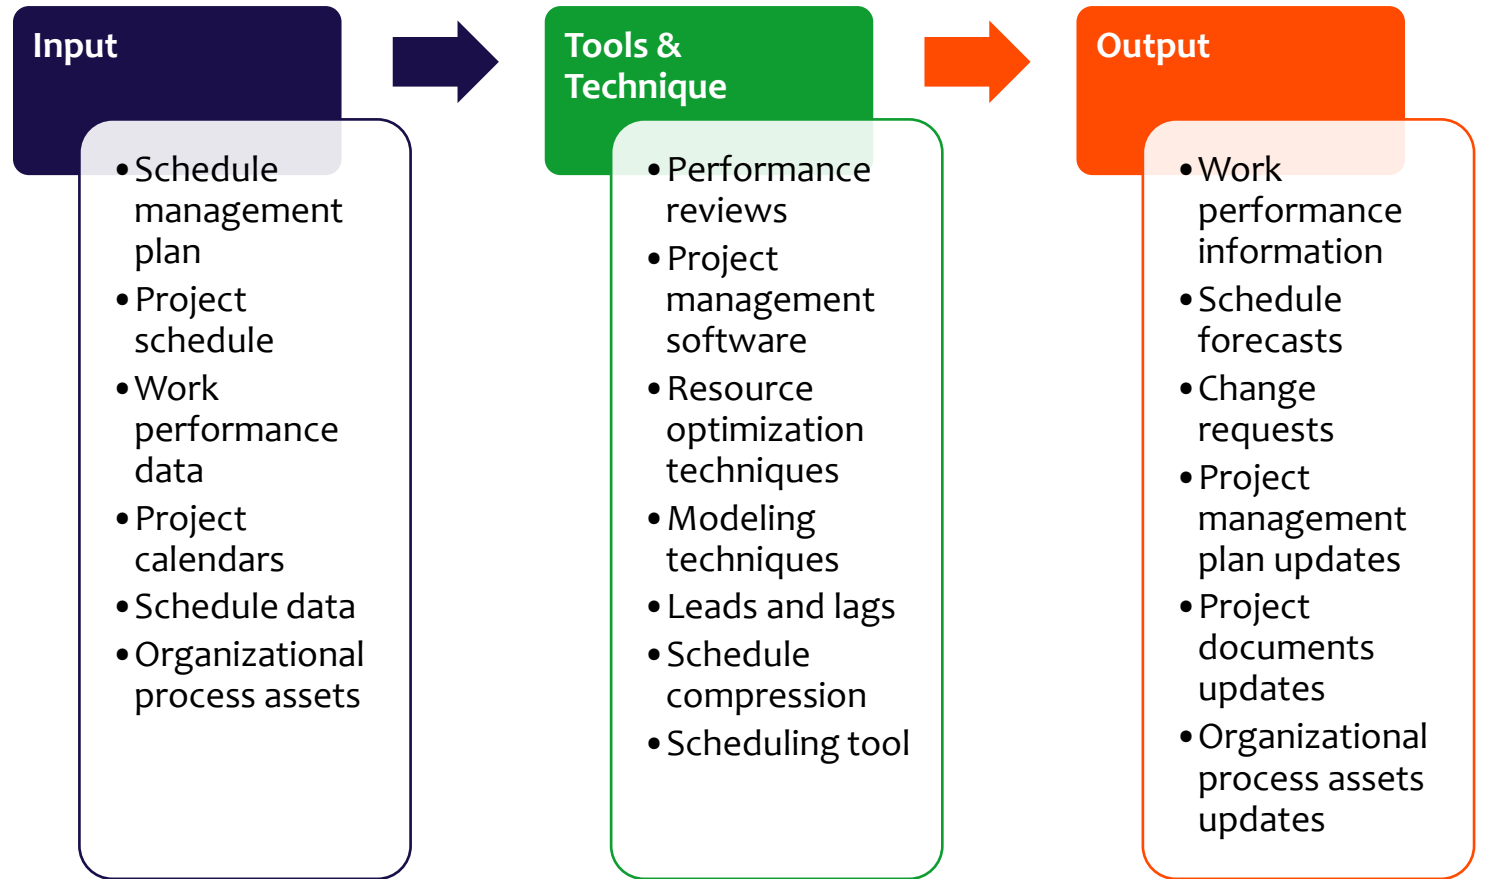 Input
• Schedule
management
plan
• Project
schedule
• Work
performance
data
• Project
calendars
• Schedule data
• Organizational
process assets
Tools &
Technique
• Performance
reviews
• Project
management
software
• Resource
optimization
techniques
• Modeling
techniques
• Leads and lags
• Schedule
compression
• Scheduling tool
Output
• Work
performance
information
• Schedule
forecasts
• Change
requests
• Project
management
plan updates
• Project
documents
updates
• Organizational
process assets
updates